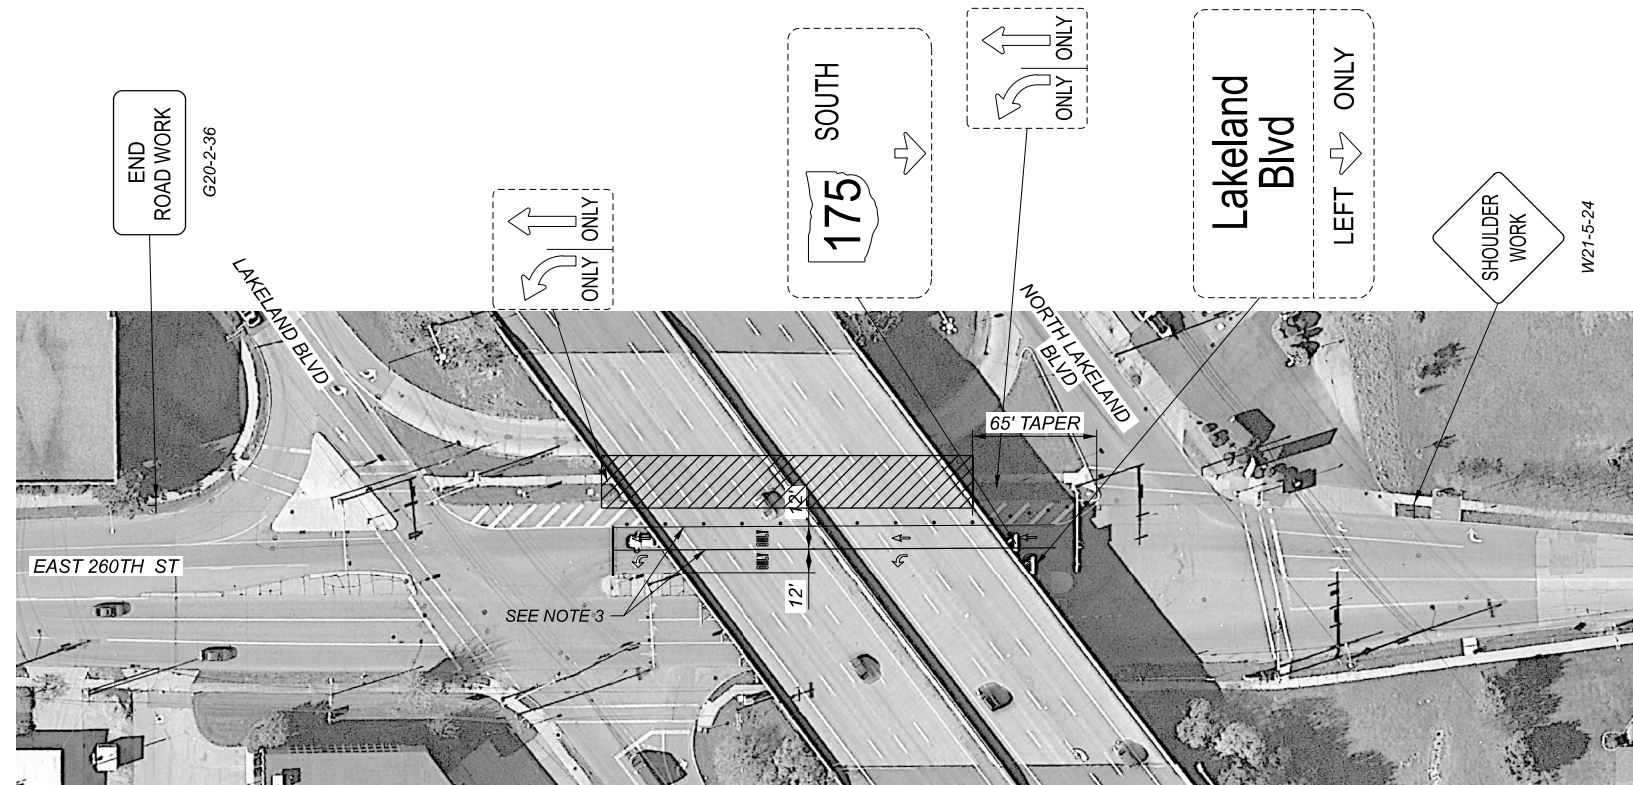 END
ROAD WORK
G20-2-36
LAKELAND BLVD
ONLY
ONLY
SOUTH
175
ONLY
ONLY
Lakeland
Blvd
LEFT ONLY
SHOULDER
WORK
W21-5-24
NORTH LAKELAND
BLVD
65' TAPER
12'
ONLY ONLY
12'
EAST 260TH ST
SEE NOTE 3